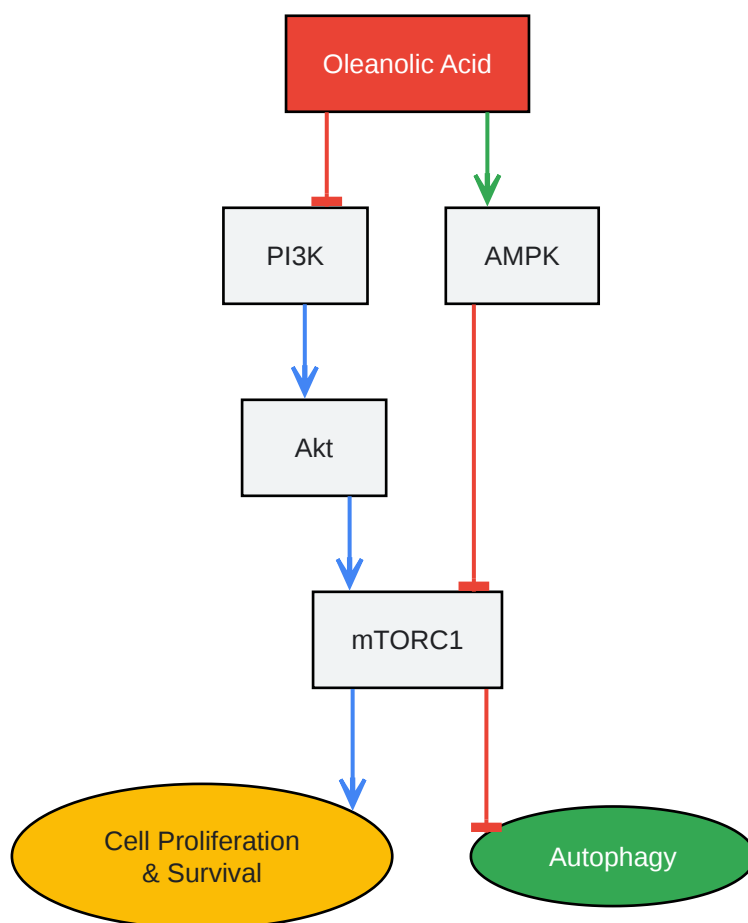 Oleanolic Acid
PI3K
AMPK
Akt
mTORC1
Cell Proliferation
& Survival
Autophagy